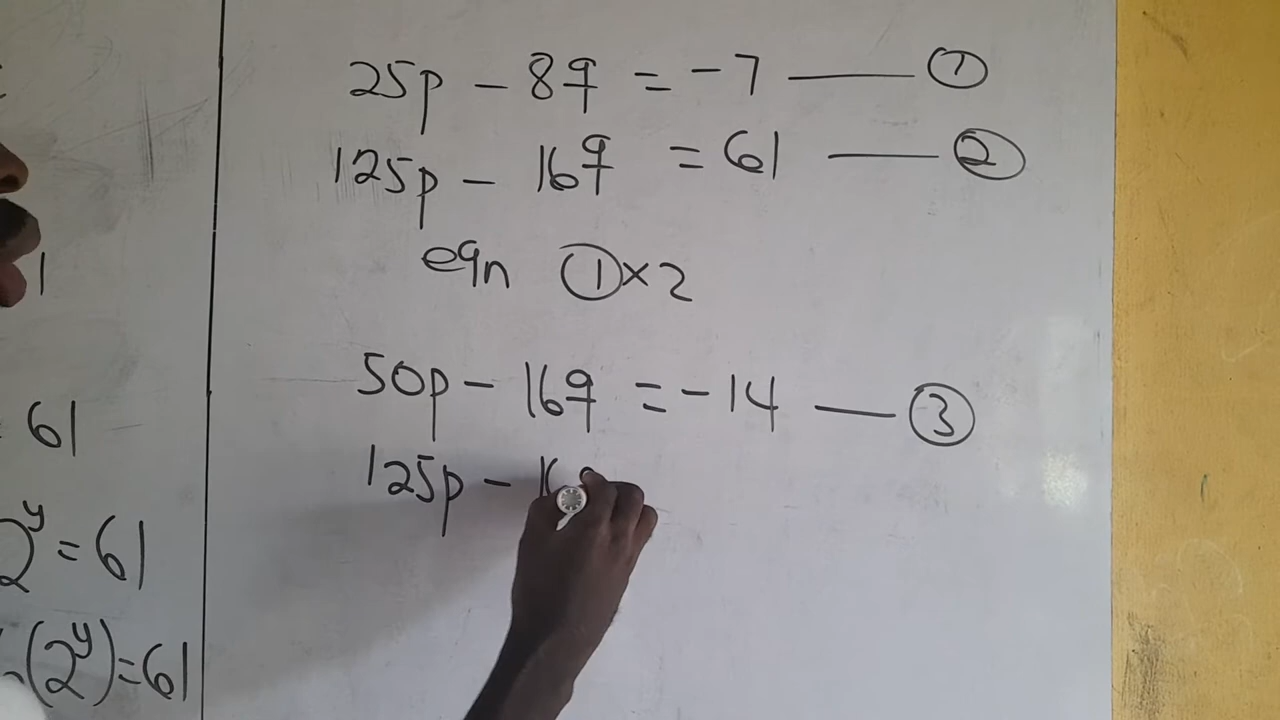 1
61
2^y = 61
(2^y) = 61
25p - 8q = -7 —— ①
125p - 16q = 61 —— ②
eqn ① × 2
50p - 16q = -14 —— ③
125p - 16